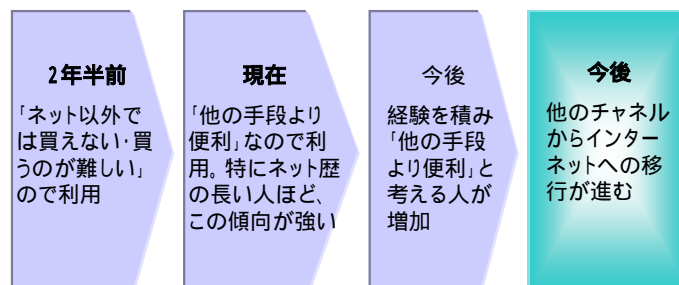 2年半前
「ネット以外で
は買えない・買
うのが難しい」
ので利用
現在
「他の手段より
便利」なので利
用。特にネット歴
の長い人ほど、
この傾向が強い
今後
経験を積み
「他の手段
より便利」と
考える人が
増加
今後
他のチャネル
からインター
ネットへの移
行が進む